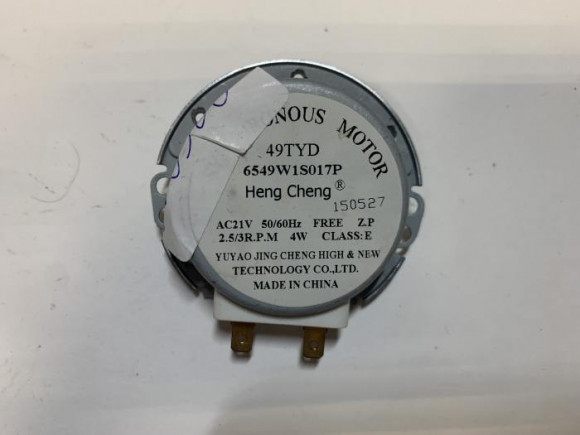 ONOUS MOTOR
49TYD
6549W1S017P
Heng Cheng®
150527
AC21V 50/60Hz FREE Z.P
2.5/3R.P.M 4W CLASS:E
YUYAO JING CHENG HIGH & NEW
TECHNOLOGY CO.,LTD.
MADE IN CHINA